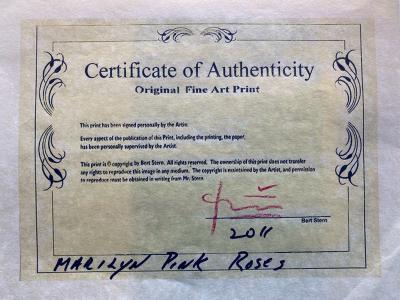 Certificate of Authenticity
Original Fine Art Print
This print has been signed personally by the Artist.
Every aspect of the publication of this Print, including the printing, the paper,
has been personally supervised by the Artist.
This print is © copyright by Bert Stern. All rights reserved. The ownership of this print does not transfer
any rights to reproduce this image in any medium. The copyright is maintained by the Artist, and permission
to reproduce must be obtained in writing from Mr. Stern.
Bert Stern
2011
MARILYN PINK ROSES